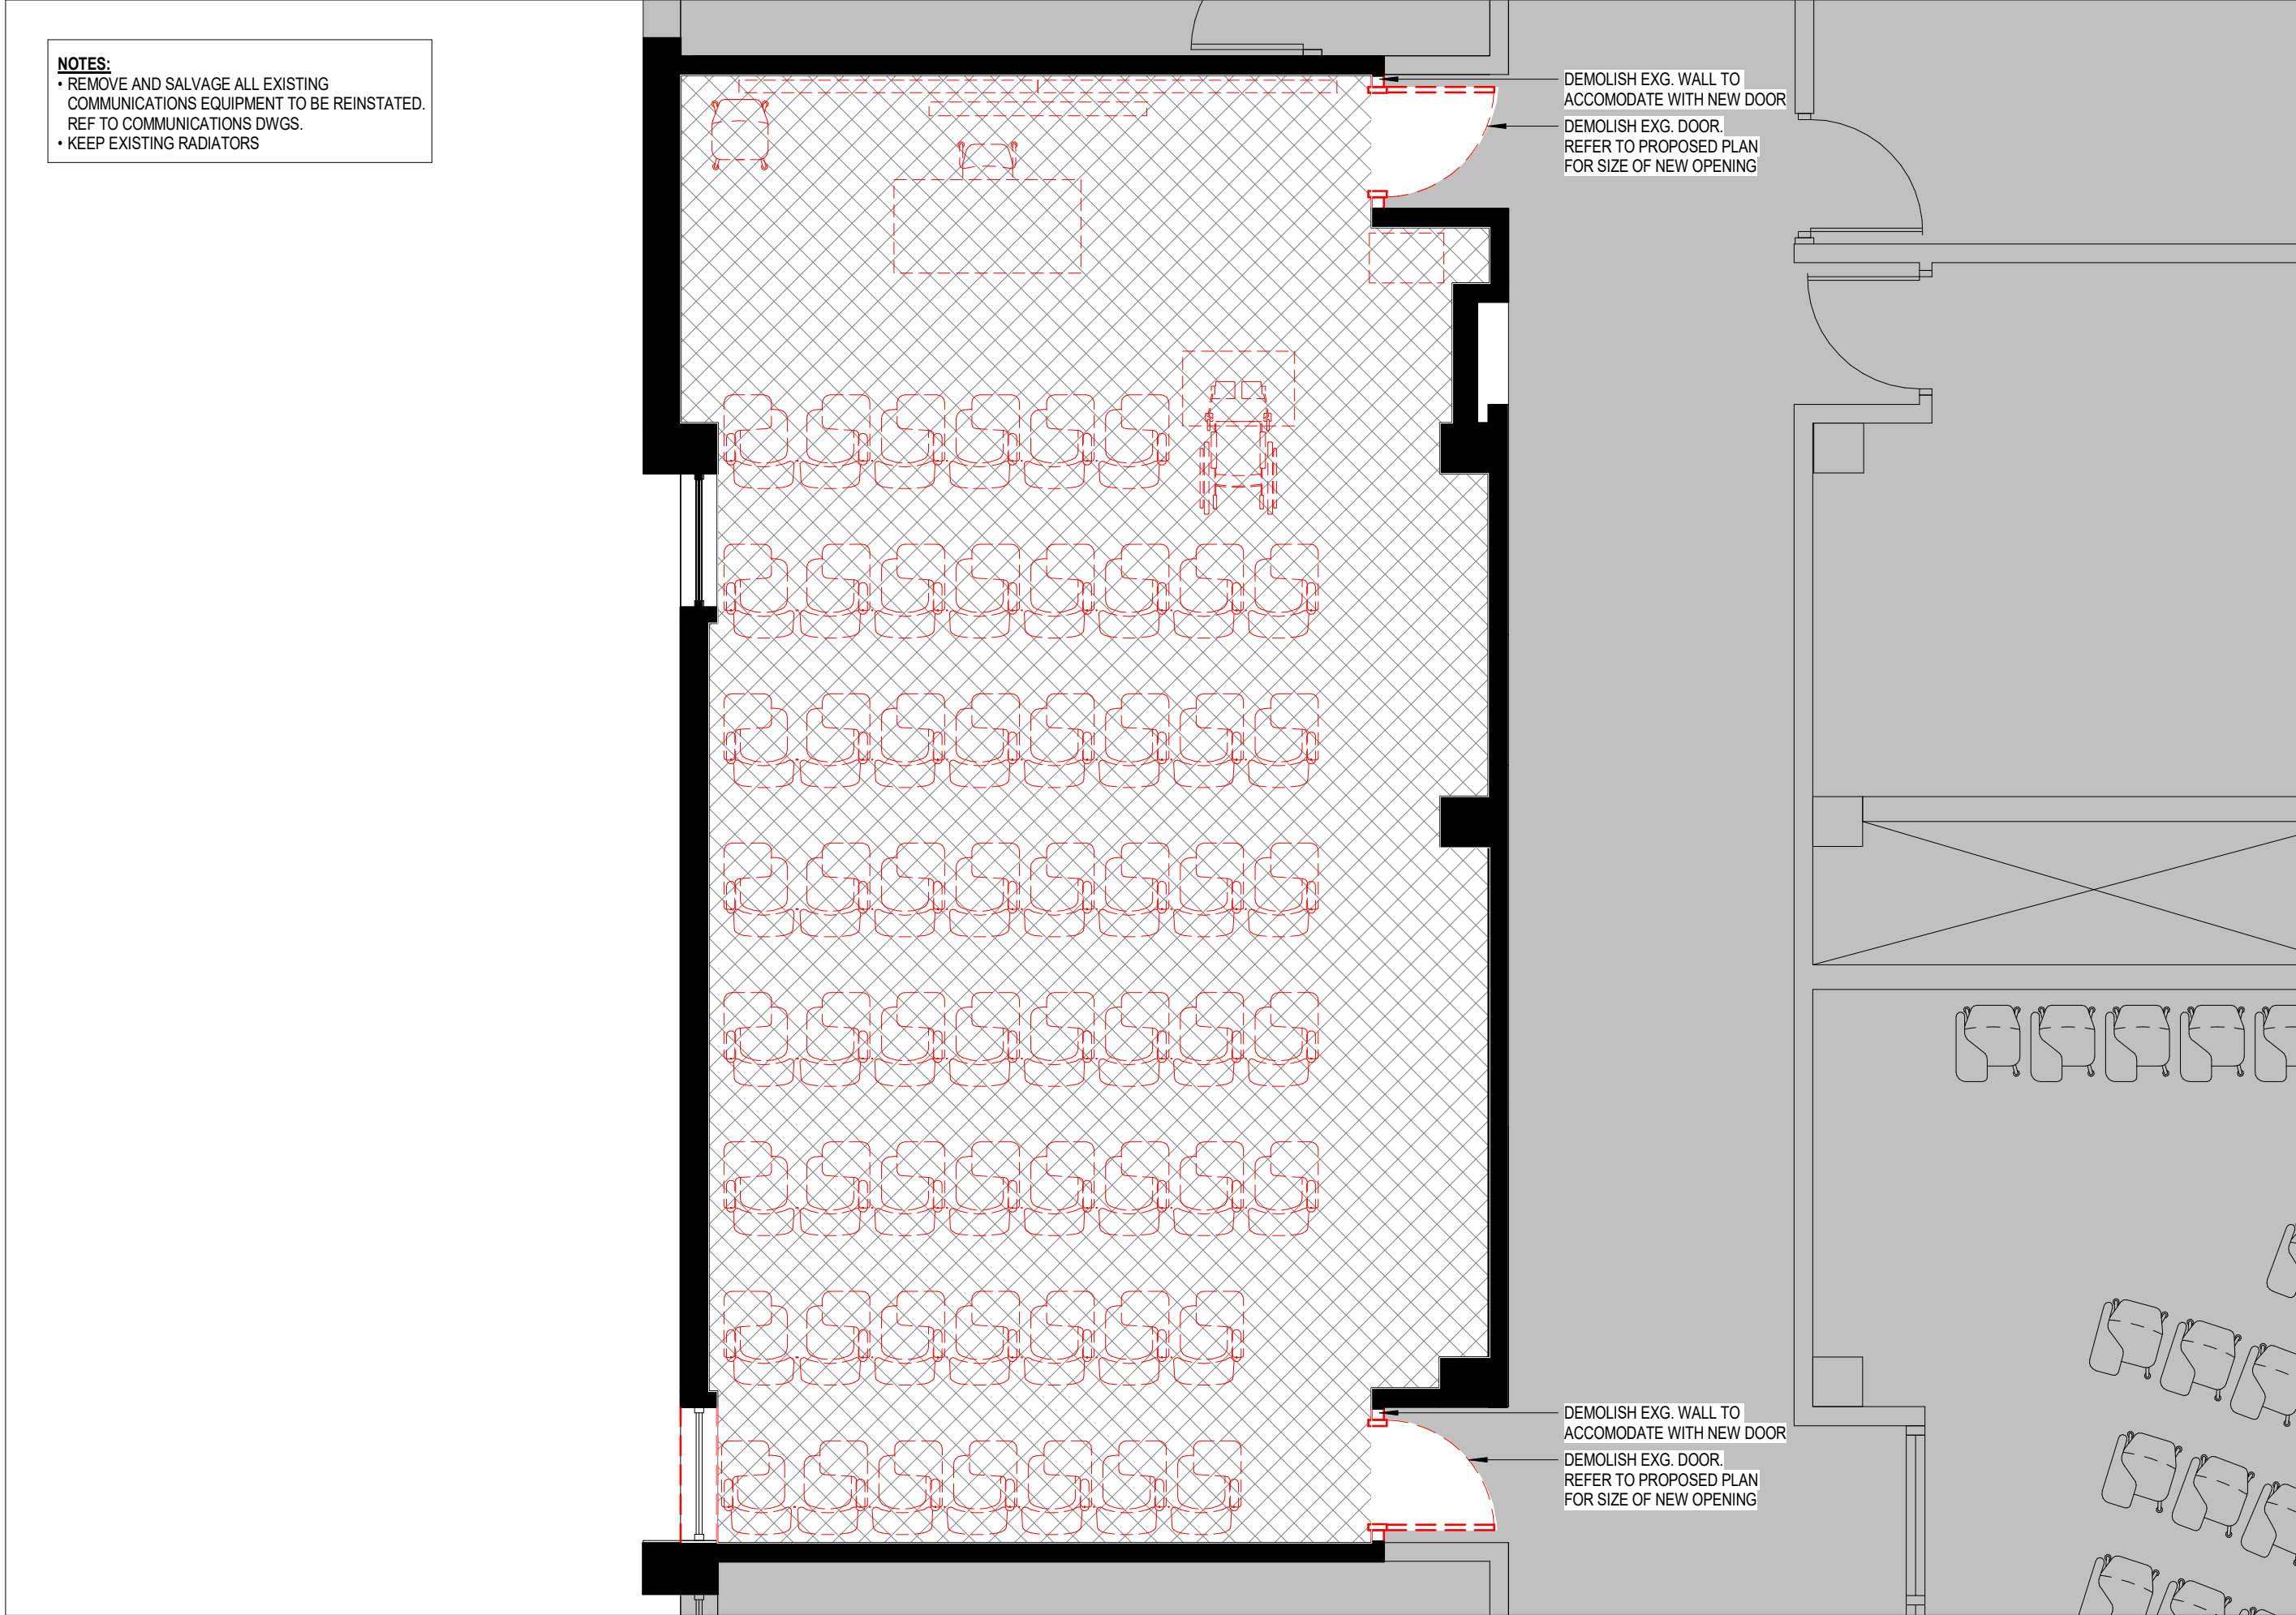 NOTES:
• REMOVE AND SALVAGE ALL EXISTING
COMMUNICATIONS EQUIPMENT TO BE REINSTATED.
REF TO COMMUNICATIONS DWGS.
• KEEP EXISTING RADIATORS
DEMOLISH EXG. WALL TO
ACCOMODATE WITH NEW DOOR
DEMOLISH EXG. DOOR.
REFER TO PROPOSED PLAN
FOR SIZE OF NEW OPENING
DEMOLISH EXG. WALL TO
ACCOMODATE WITH NEW DOOR
DEMOLISH EXG. DOOR.
REFER TO PROPOSED PLAN
FOR SIZE OF NEW OPENING